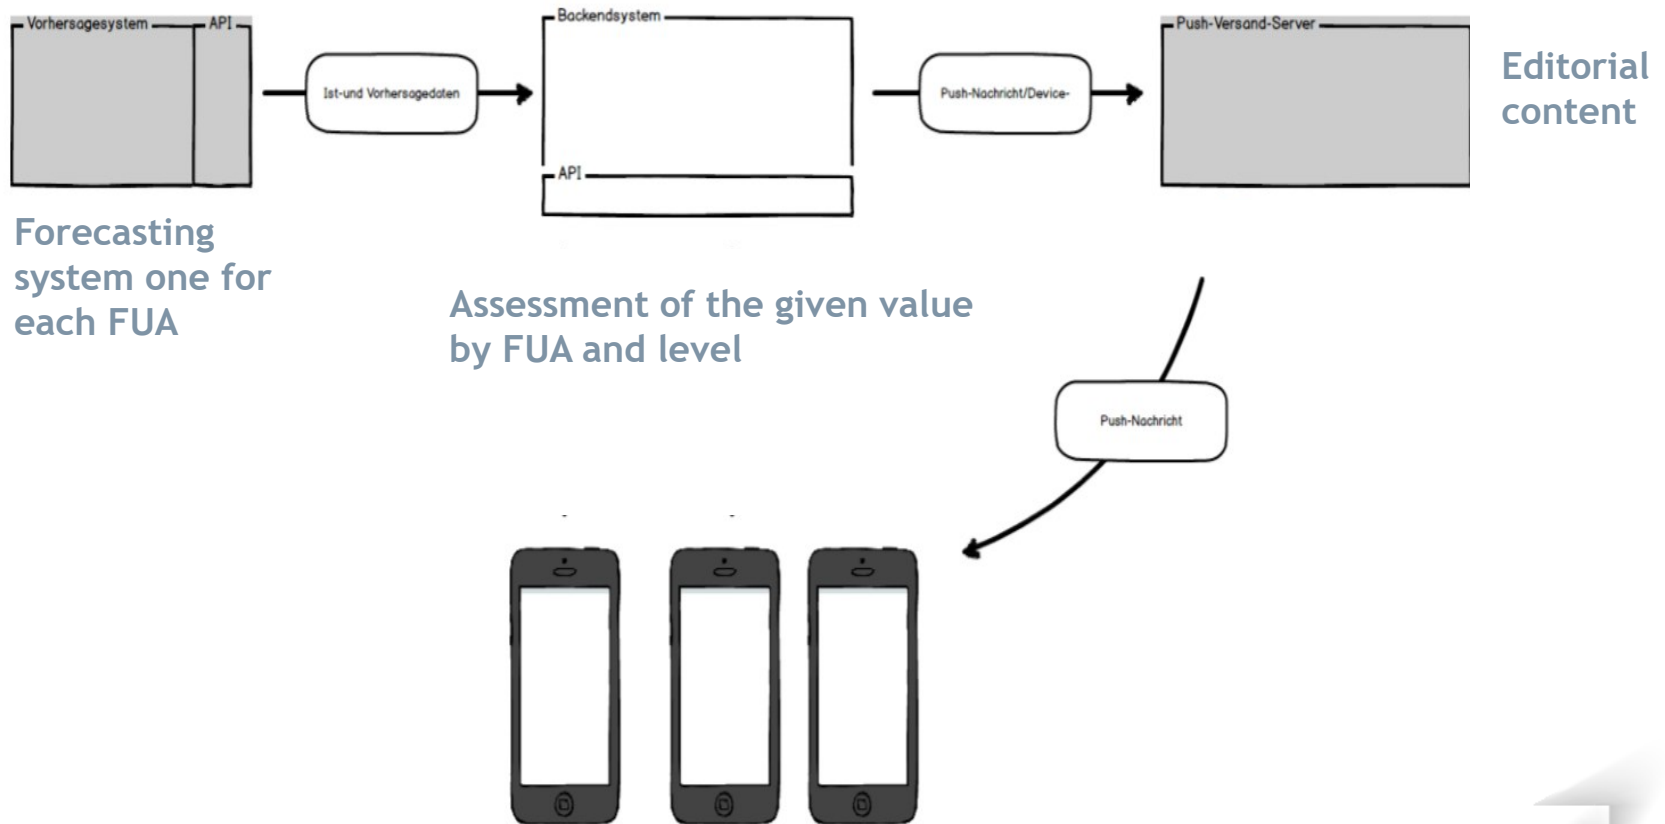 Vorhersagesystem
API
Ist-und Vorhersagedaten
Backendsystem
API
Push-Nachricht/Device-
Push-Versand-Server
Editorial
content
Forecasting
system one for
each FUA
Assessment of the given value
by FUA and level
Push-Nachricht